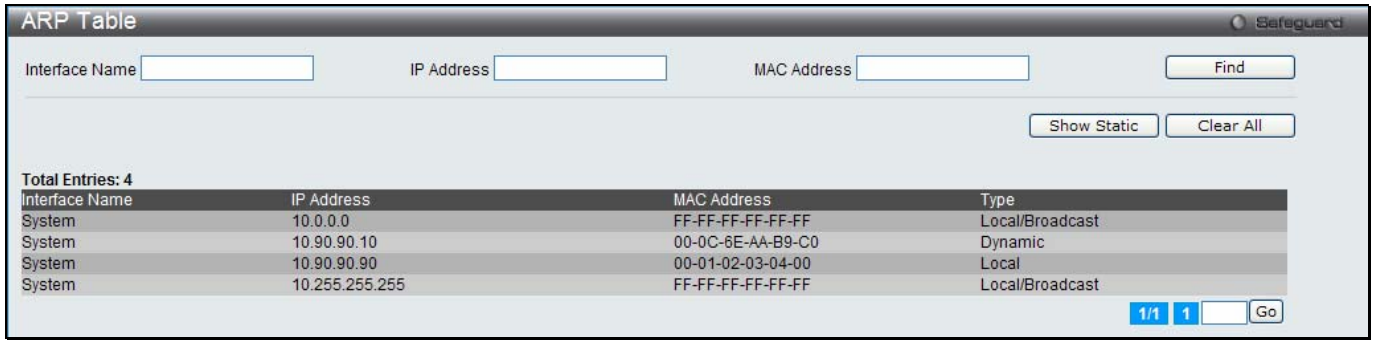 ARP Table
Safeguard
Interface Name IP Address MAC Address Find
Show Static Clear All
Total Entries: 4
Interface Name IP Address MAC Address Type
System 10.0.0.0 FF-FF-FF-FF-FF-FF Local/Broadcast
System 10.90.90.10 00-0C-6E-AA-B9-C0 Dynamic
System 10.90.90.90 00-01-02-03-04-00 Local
System 10.255.255.255 FF-FF-FF-FF-FF-FF Local/Broadcast
1/1 1 Go